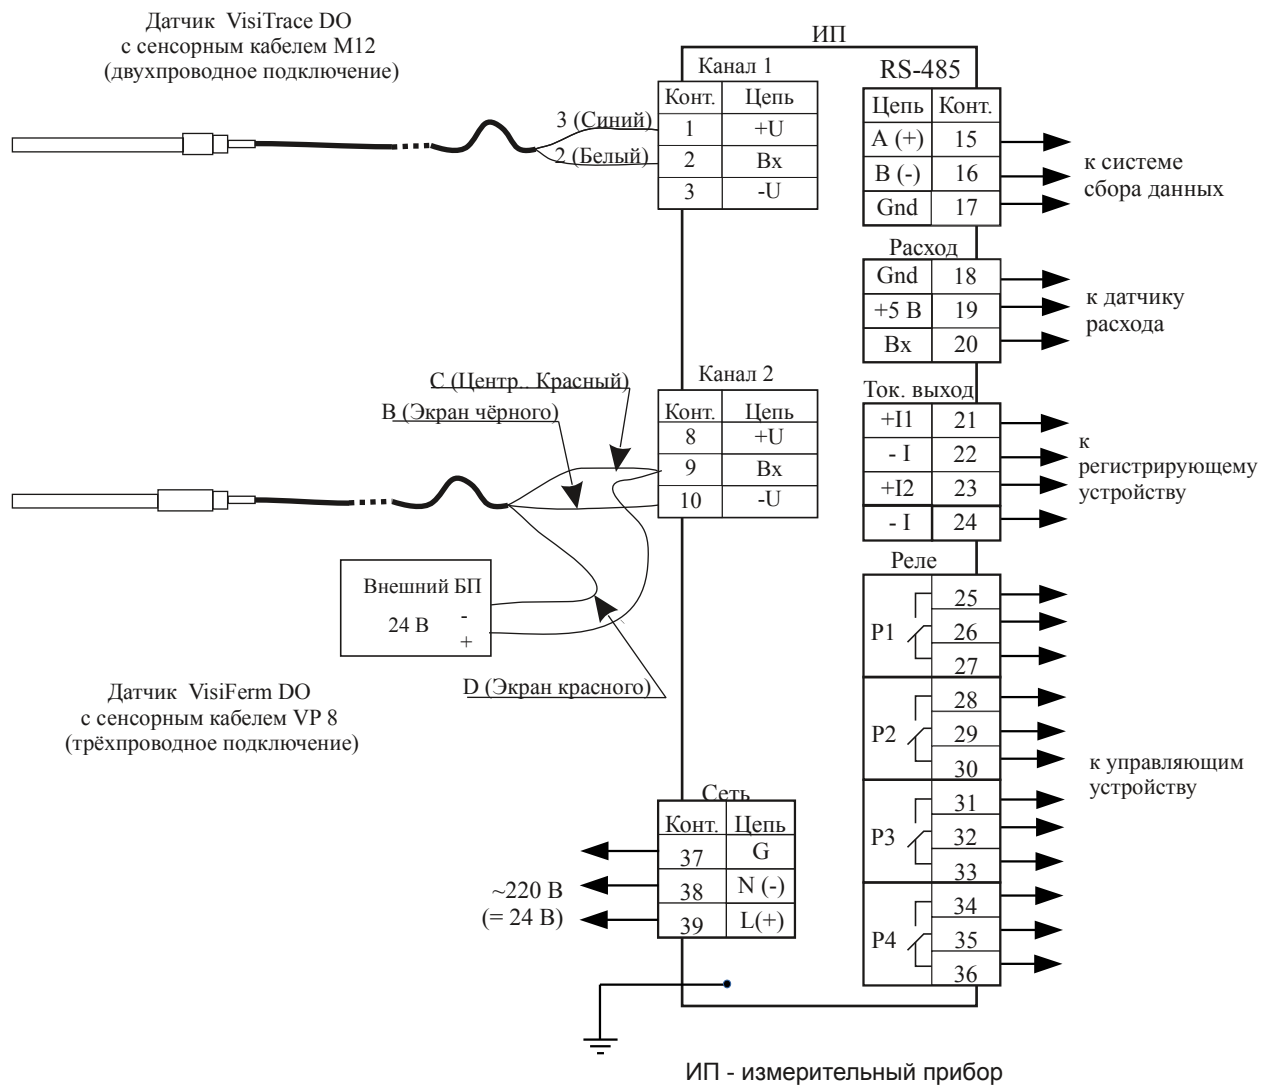 Датчик VisiTrace DO
с сенсорным кабелем M12
(двухпроводное подключение)
ИП
Канал 1
Конт. Цепь
3 (Синий) 1 +U
2 (Белый) 2 Вх
3 -U
RS-485
Цепь Конт.
A (+) 15
B (-) 16
Gnd 17
к системе
сбора данных
Расход
Gnd 18
+5 В 19
Вх 20
к датчику
расхода
Канал 2
Конт. Цепь
8 +U
9 Вх
10 -U
C (Центр.. Красный)
B (Экран чёрного)
Ток. выход
+I1 21
- I 22
+I2 23
- I 24
к
регистрирующему
устройству
Внешний БП
24 В -
+
D (Экран красного)
Датчик VisiFerm DO
с сенсорным кабелем VP 8
(трёхпроводное подключение)
Реле
P1 25
26
27
P2 28
29
30
P3 31
32
33
P4 34
35
36
к управляющим
устройству
Сеть
Конт. Цепь
37 G
38 N (-)
39 L(+)
~220 В
(= 24 В)
ИП - измерительный прибор